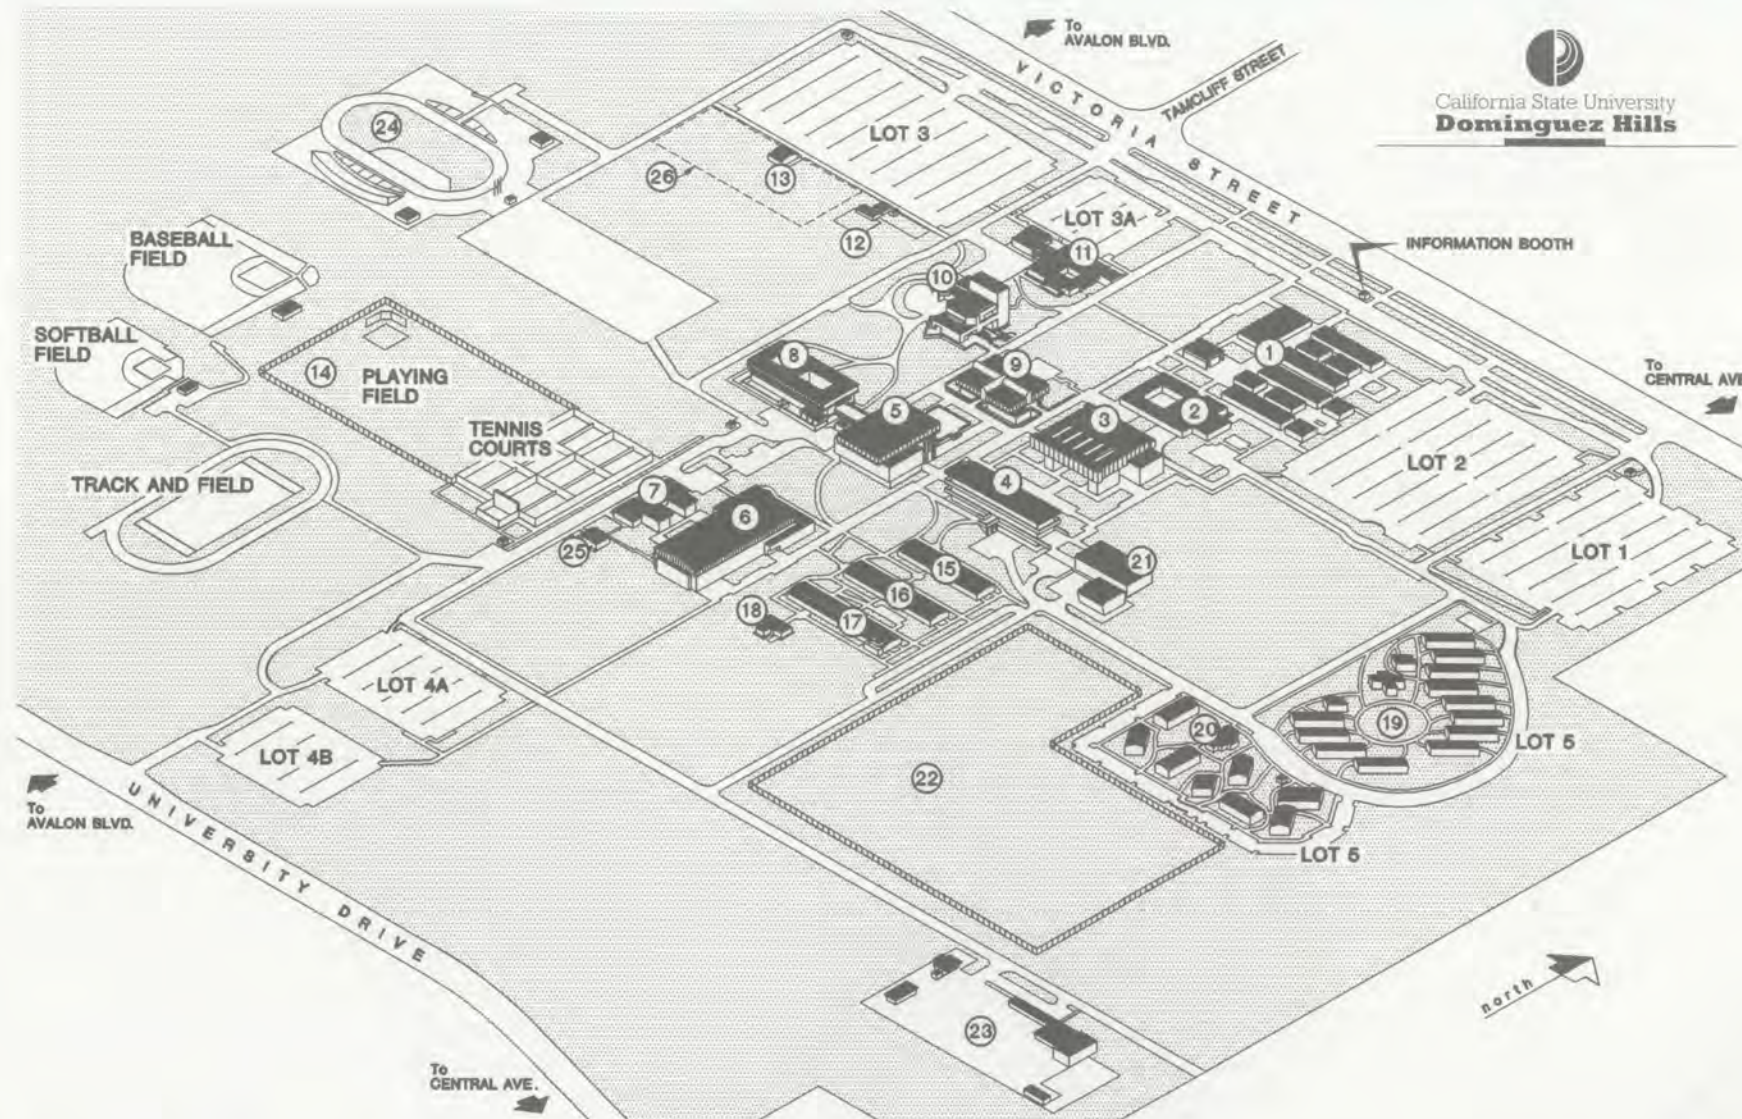 To
AVALON BLVD.
VICTORIA STREET
TAMCLIFF STREET
California State University
Dominguez Hills
24
LOT 3
26
13
12
LOT 3A
11
INFORMATION BOOTH
BASEBALL
FIELD
10
SOFTBALL
FIELD
14
PLAYING
FIELD
8
9
1
To
CENTRAL AVE
5
3
2
TENNIS
COURTS
TRACK AND FIELD
7
6
4
LOT 2
25
LOT 1
15
21
16
18
17
LOT 4A
20
19
LOT 5
LOT 4B
22
LOT 5
To
AVALON BLVD.
UNIVERSITY DRIVE
23
north
To
CENTRAL AVE.